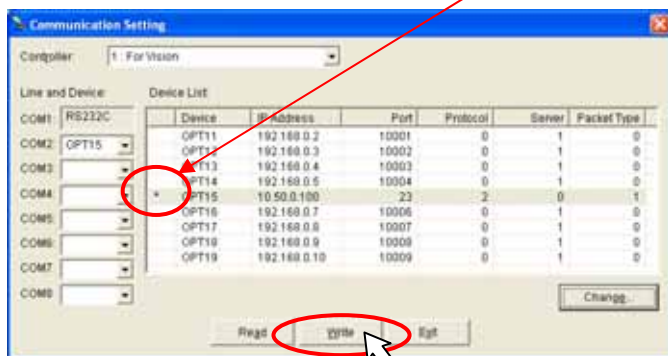 Communication Setting
Controller 1 : For Vision
Line and Device Device List
COM1 RS232C
COM2 OPT15
COM3
COM4
COM5
COM6
COM7
COM8
Device IP Address Port Protocol Server Packet Type
OPT11 192.168.0.2 10001 0 1 0
OPT12 192.168.0.3 10002 0 1 0
OPT13 192.168.0.4 10003 0 1 0
OPT14 192.168.0.5 10004 0 1 0
* OPT15 10.50.0.100 23 2 0 1
OPT16 192.168.0.7 10006 0 1 0
OPT17 192.168.0.8 10007 0 1 0
OPT18 192.168.0.9 10008 0 1 0
OPT19 192.168.0.10 10009 0 1 0
Change...
Read Write Exit